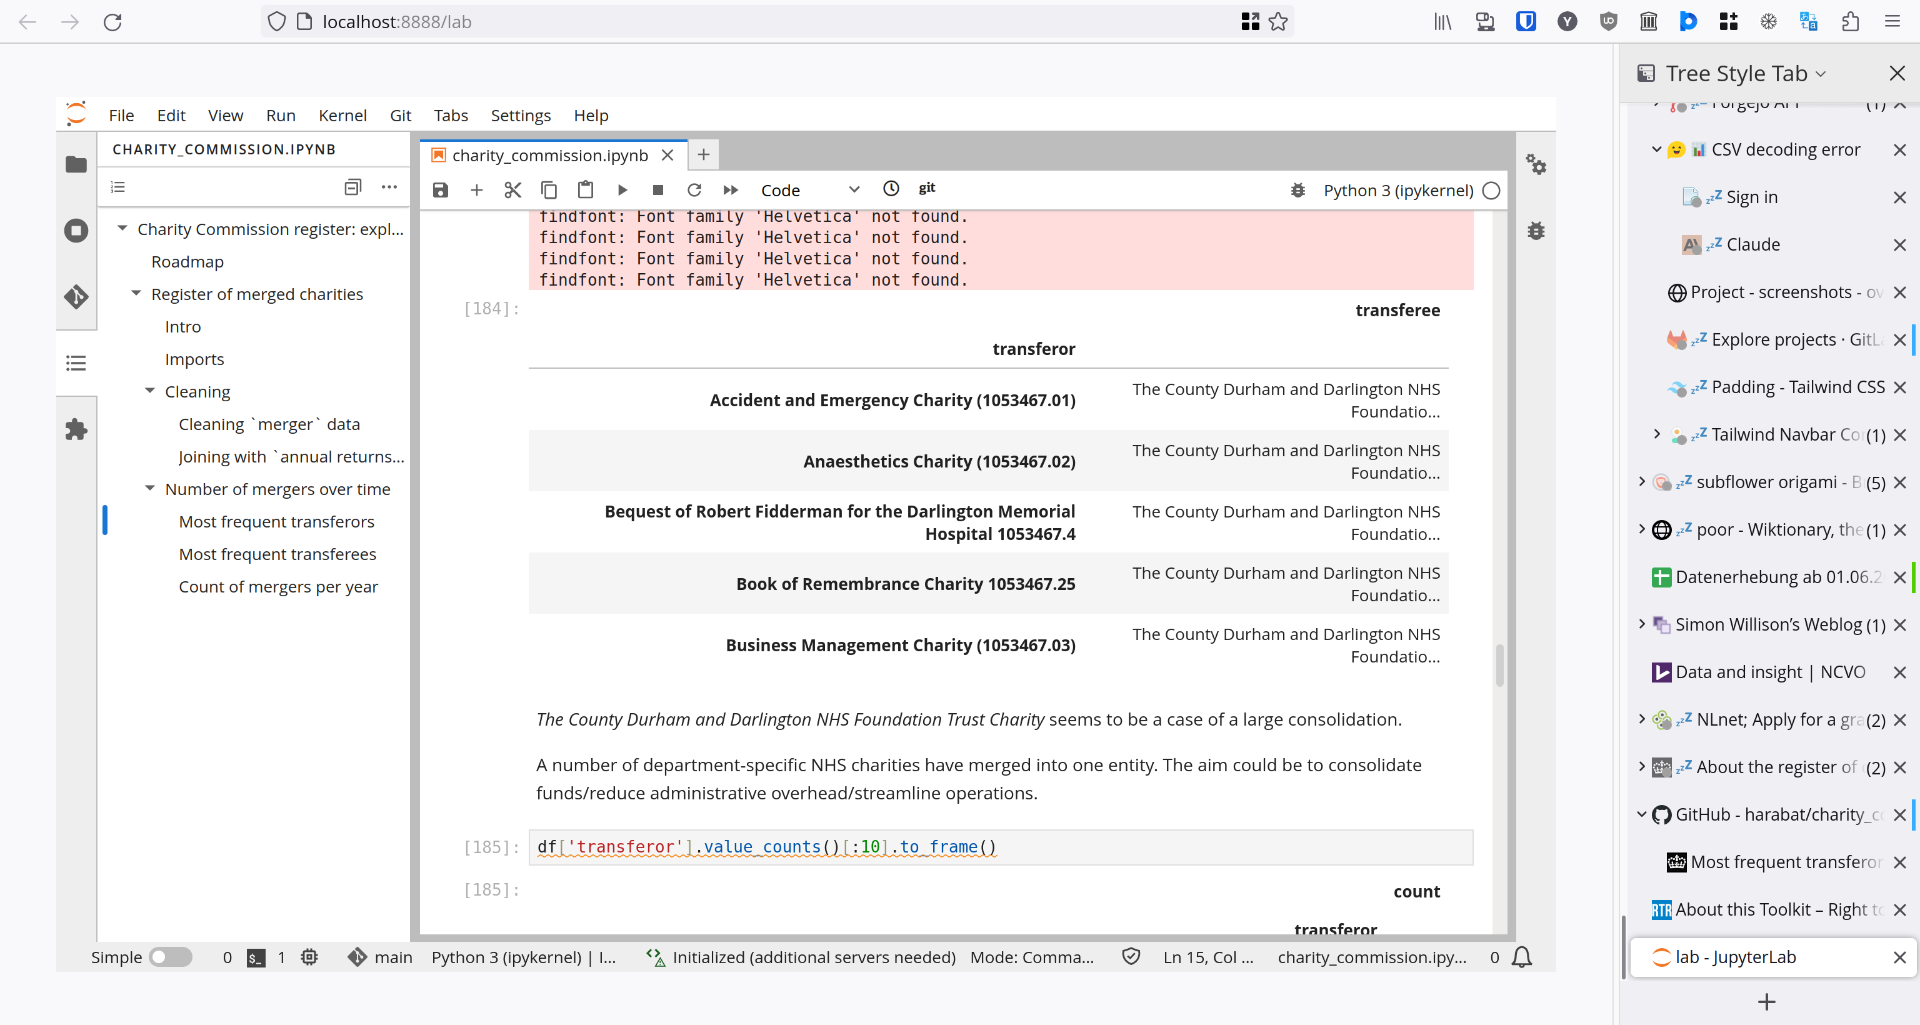 localhost:8888/lab
Tree Style Tab
File Edit View Run Kernel Git Tabs Settings Help
CHARITY_COMMISSION.IPYNB
Charity Commission register: expl...
Roadmap
Register of merged charities
Intro
Imports
Cleaning
Cleaning `merger` data
Joining with `annual returns...
Number of mergers over time
Most frequent transferors
Most frequent transferees
Count of mergers per year
charity_commission.ipynb
Code
git
Python 3 (ipykernel)
findfont: Font family 'Helvetica' not found.
findfont: Font family 'Helvetica' not found.
findfont: Font family 'Helvetica' not found.
findfont: Font family 'Helvetica' not found.
[184]:
transferee
transferor
Accident and Emergency Charity (1053467.01)
The County Durham and Darlington NHS
Foundatio...
Anaesthetics Charity (1053467.02)
The County Durham and Darlington NHS
Foundatio...
Bequest of Robert Fidderman for the Darlington Memorial
Hospital 1053467.4
The County Durham and Darlington NHS
Foundatio...
Book of Remembrance Charity 1053467.25
The County Durham and Darlington NHS
Foundatio...
Business Management Charity (1053467.03)
The County Durham and Darlington NHS
Foundatio...
The County Durham and Darlington NHS Foundation Trust Charity seems to be a case of a large consolidation.
A number of department-specific NHS charities have merged into one entity. The aim could be to consolidate
funds/reduce administrative overhead/streamline operations.
[185]:
df['transferor'].value_counts()[:10].to_frame()
[185]:
count
transferor
Simple 0 1 main Python 3 (ipykernel) | I... Initialized (additional servers needed) Mode: Comma... Ln 15, Col ... charity_commission.ipy... 0
Forgejo API (1)
CSV decoding error
Sign in
Claude
Project - screenshots - ov
Explore projects · GitL
Padding - Tailwind CSS
Tailwind Navbar Co (1)
subflower origami - B (5)
poor - Wiktionary, the (1)
Datenerhebung ab 01.06.2
Simon Willison’s Weblog (1)
Data and insight | NCVO
NLnet; Apply for a gra (2)
About the register of (2)
GitHub - harabat/charity_c
Most frequent transferor
About this Toolkit – Right to
lab - JupyterLab